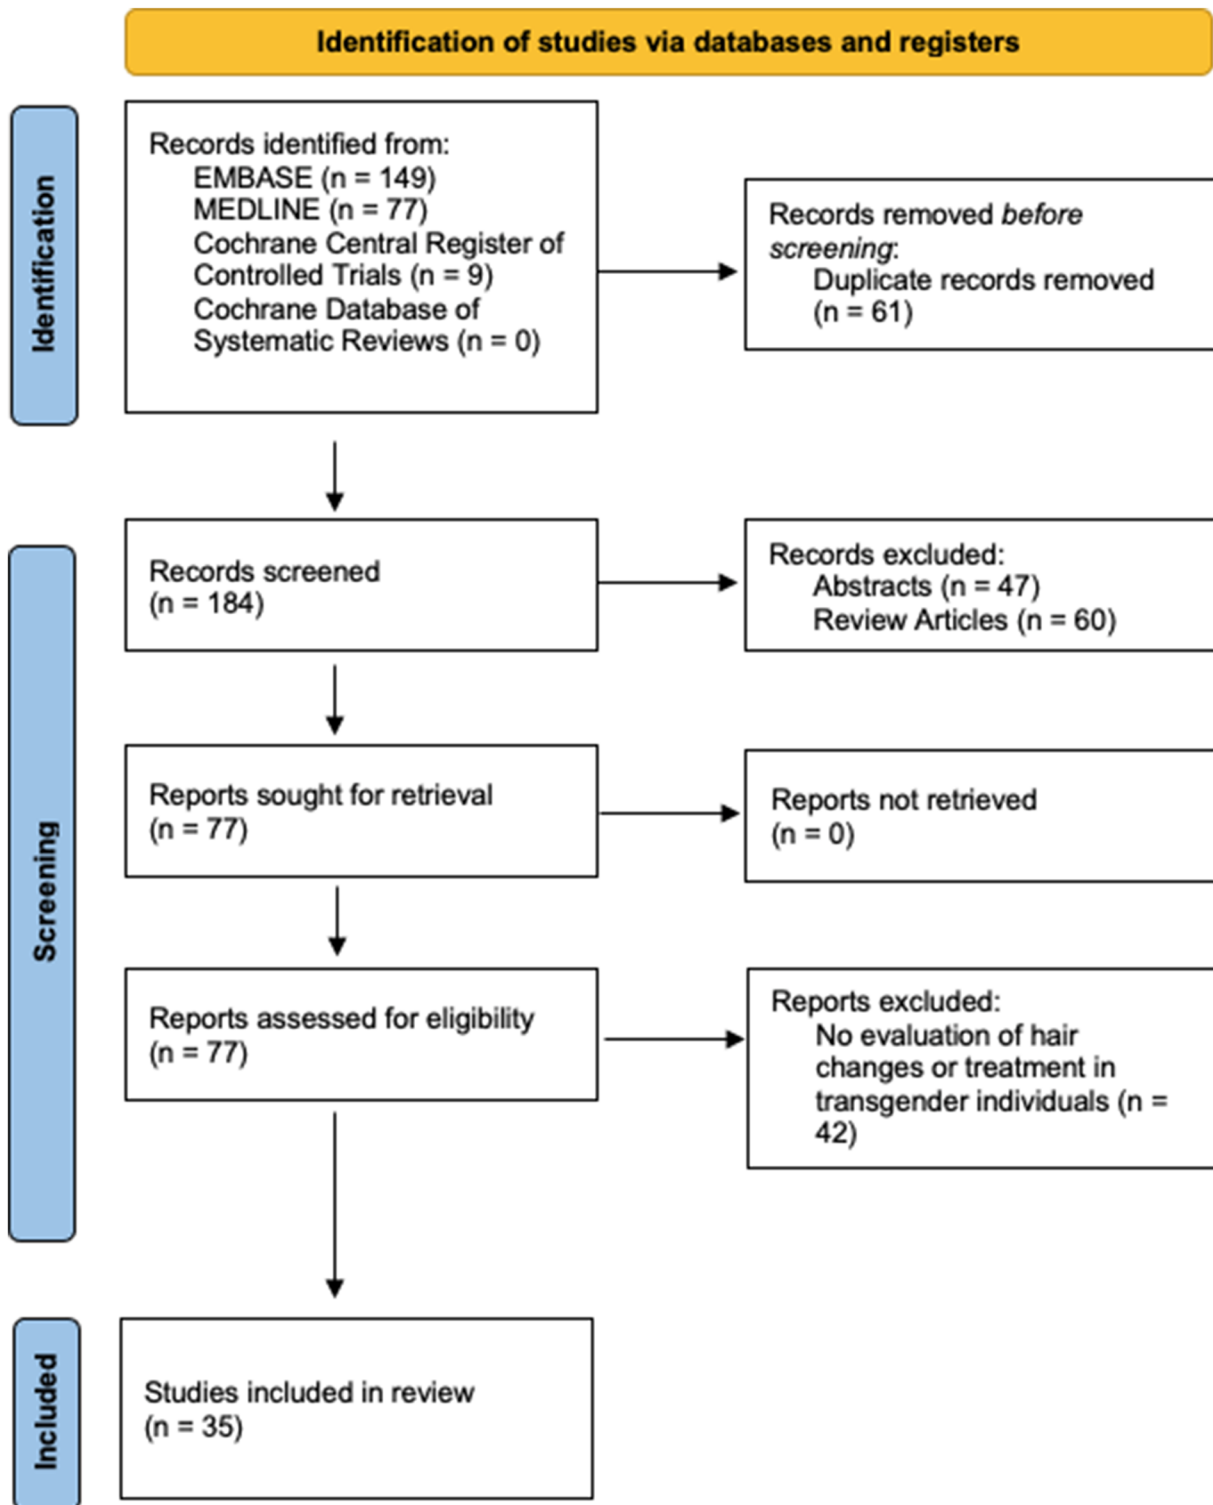 Identification of studies via databases and registers
Identification
Records identified from:
EMBASE (n = 149)
MEDLINE (n = 77)
Cochrane Central Register of
Controlled Trials (n = 9)
Cochrane Database of
Systematic Reviews (n = 0)
Records removed before
screening:
Duplicate records removed
(n = 61)
Screening
Records screened
(n = 184)
Records excluded:
Abstracts (n = 47)
Review Articles (n = 60)
Reports sought for retrieval
(n = 77)
Reports not retrieved
(n = 0)
Reports assessed for eligibility
(n = 77)
Reports excluded:
No evaluation of hair
changes or treatment in
transgender individuals (n =
42)
Included
Studies included in review
(n = 35)